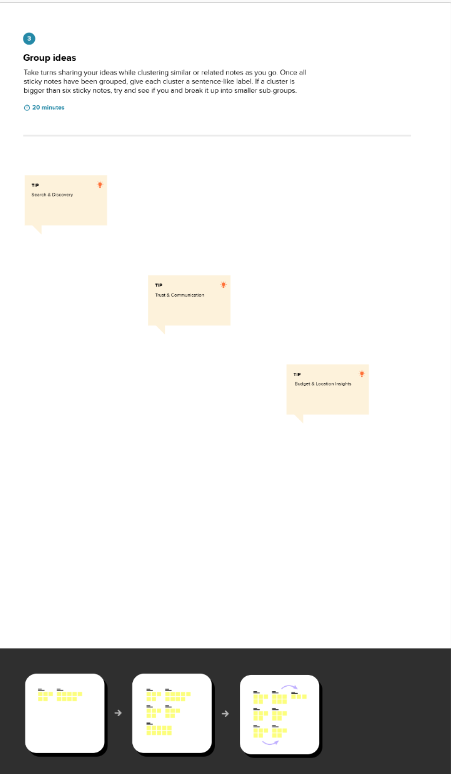 3
Group ideas
Take turns sharing your ideas while clustering similar or related notes as you go. Once all
sticky notes have been grouped, give each cluster a sentence-like label. If a cluster is
bigger than six sticky notes, try and see if you and break it up into smaller sub-groups.
20 minutes
TIP
Search & Discovery
TIP
Trust & Communication
TIP
Budget & Location Insights